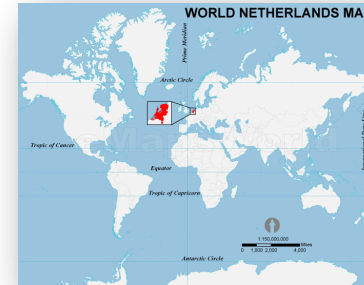 WORLD NETHERLANDS MA
Prime Meridian
Arctic Circle
Tropic of Cancer
Equator
Tropic of Capricorn
1:150,000,000
Miles
0 1,000 2,000 4,000
Antarctic Circle